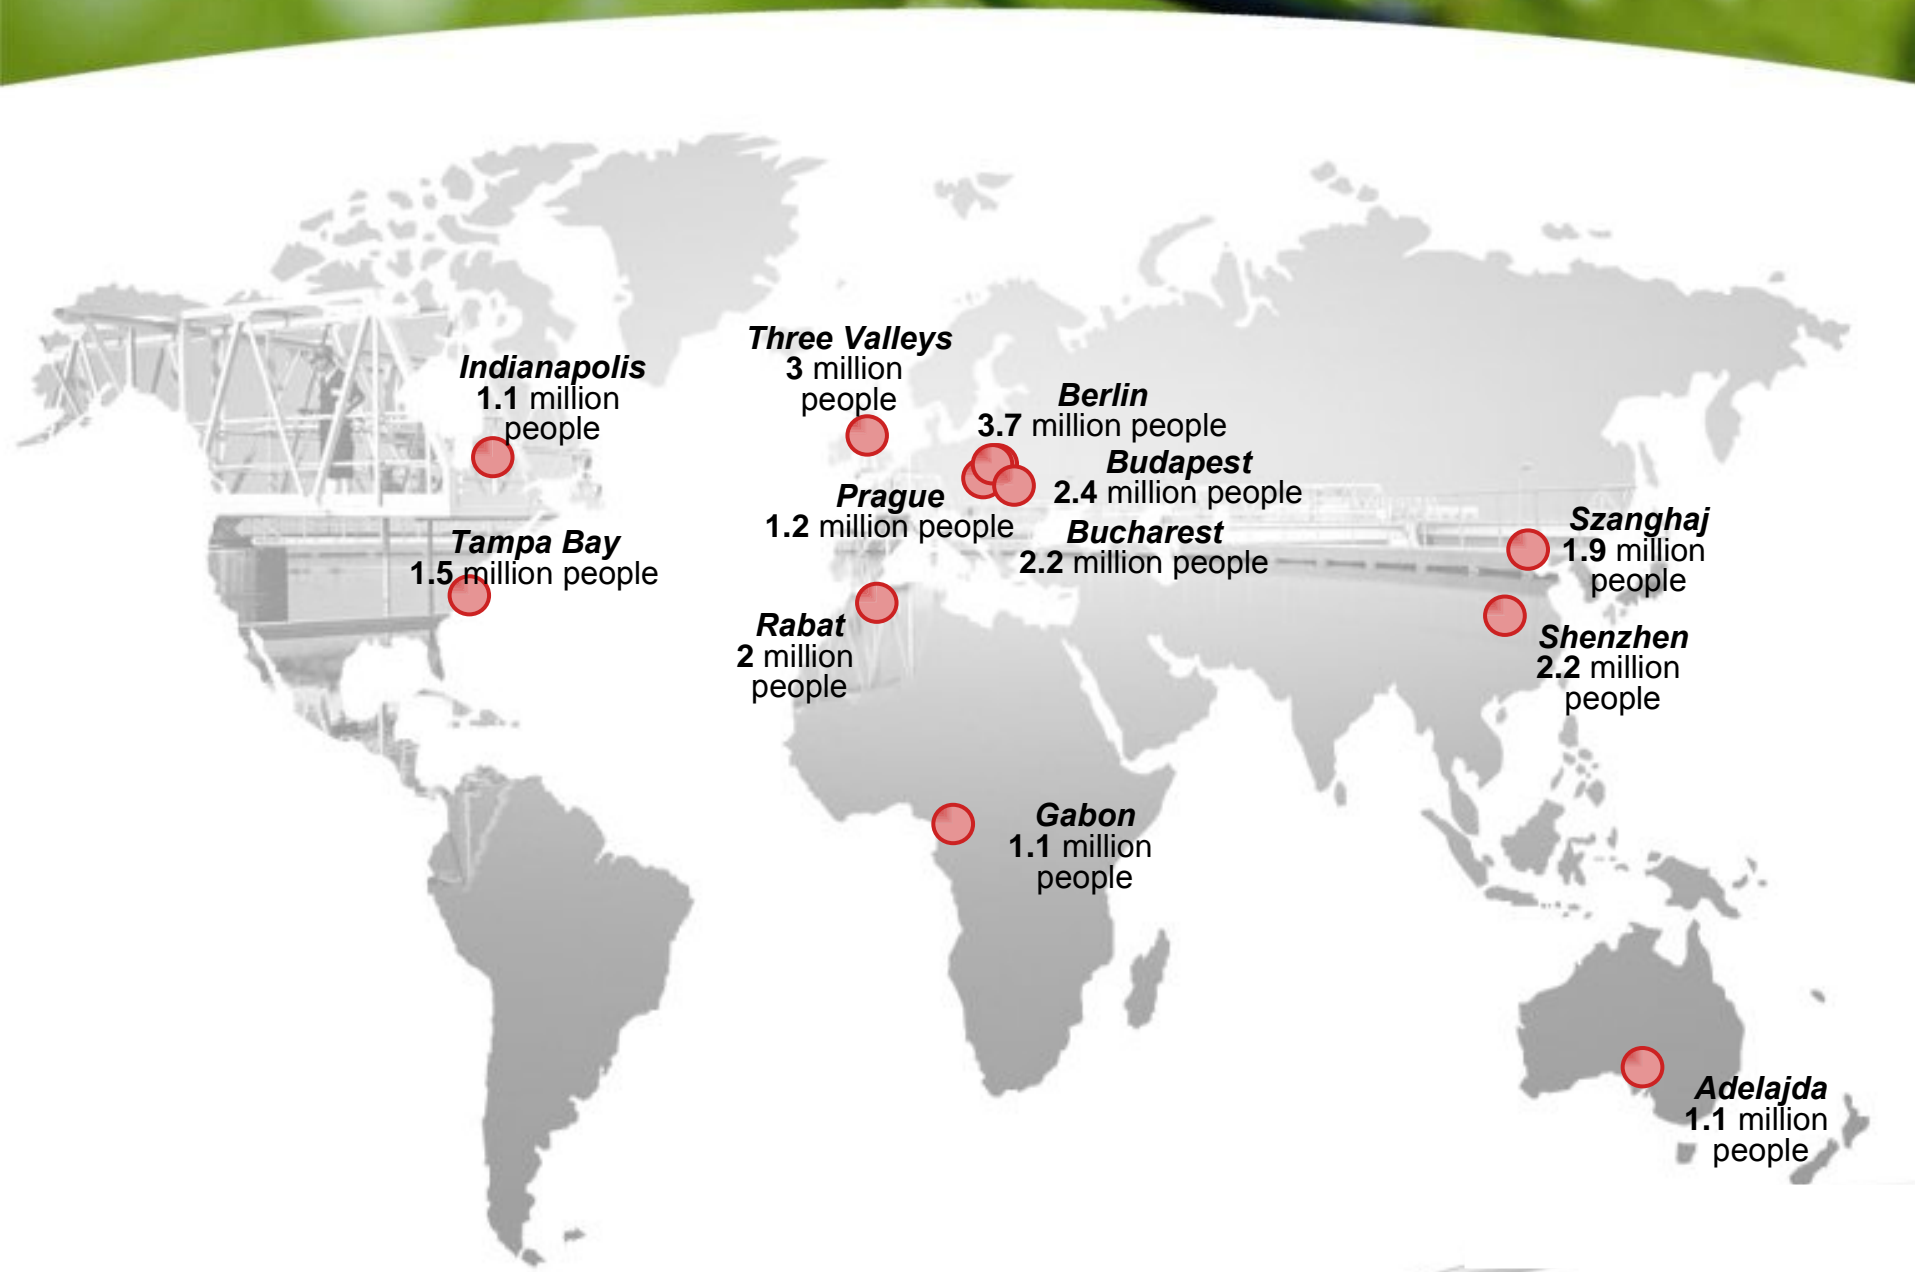 Three Valleys
3 million
people
Indianapolis
1.1 million
people
Berlin
3.7 million people
Budapest
2.4 million people
Prague
1.2 million people
Bucharest
2.2 million people
Szanghaj
1.9 million
people
Tampa Bay
1.5 million people
Rabat
2 million
people
Shenzhen
2.2 million
people
Gabon
1.1 million
people
Adelajda
1.1 million
people